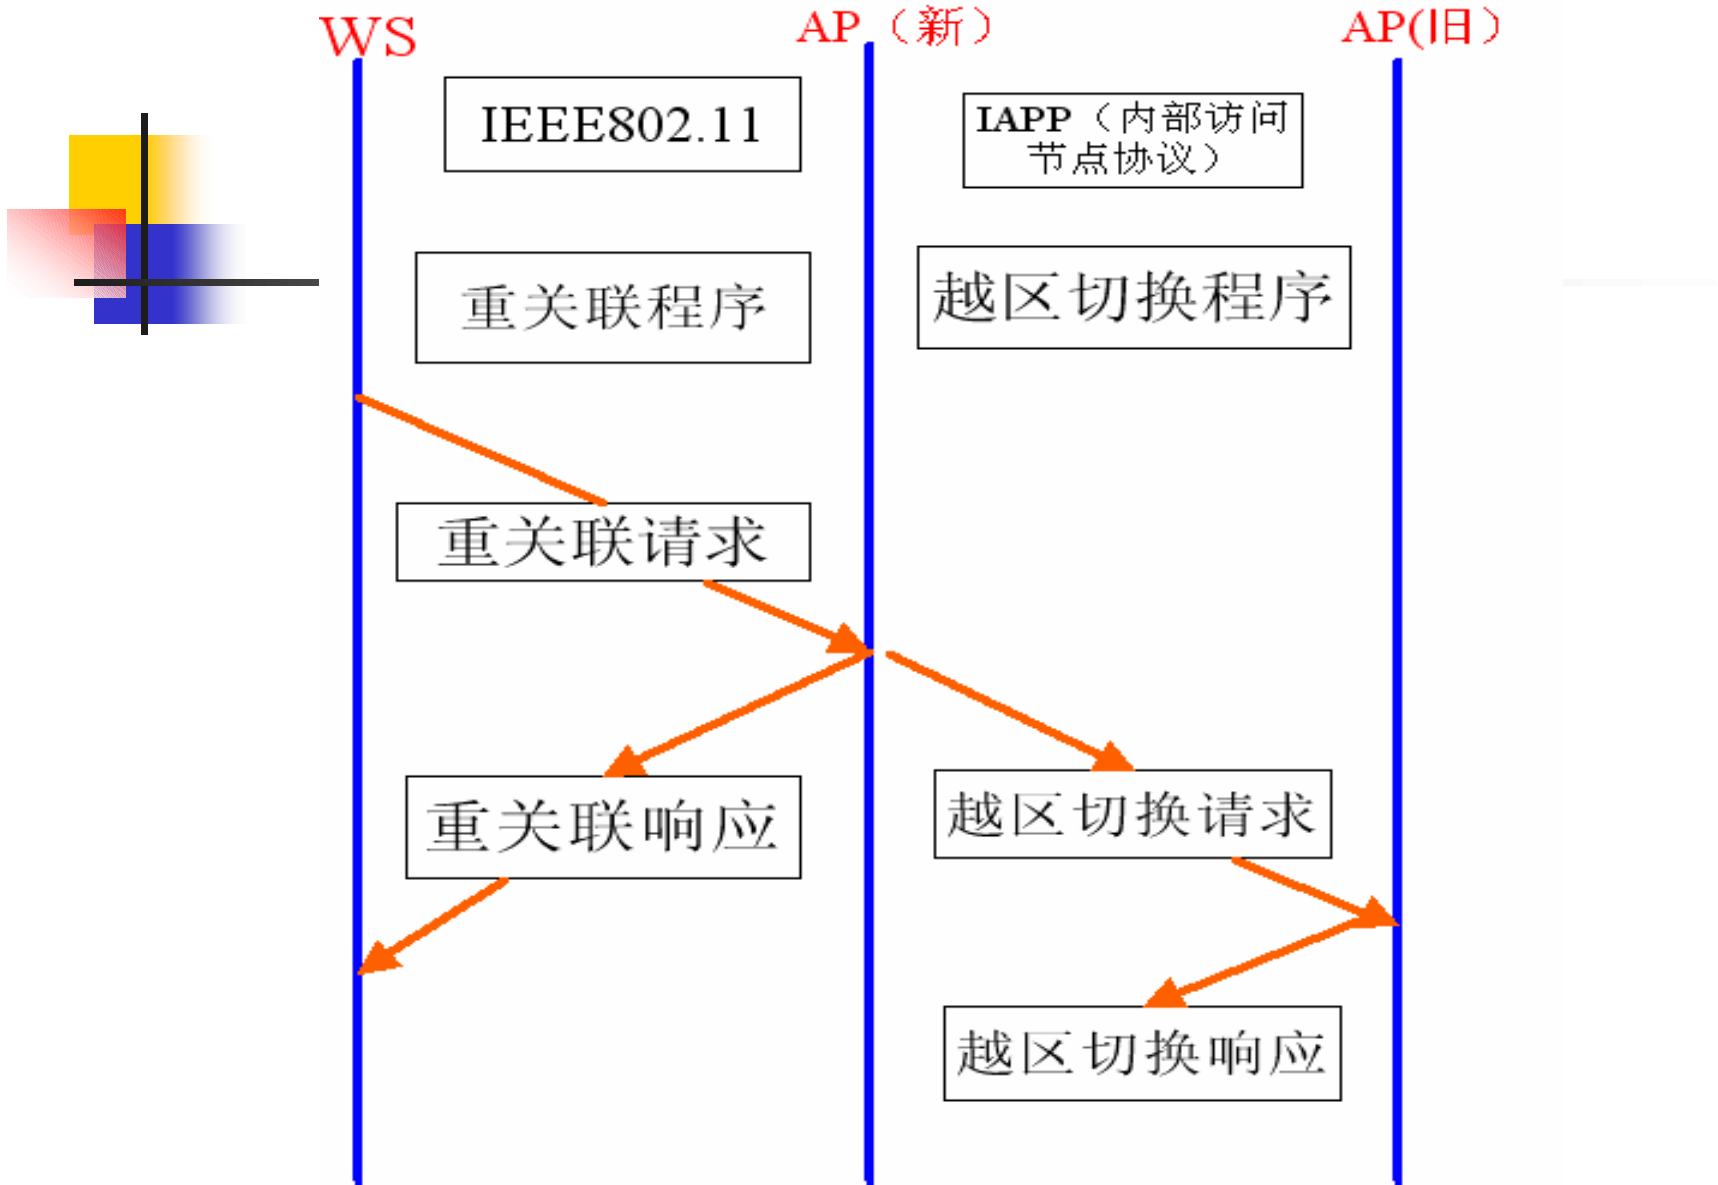 WS
AP（新）
AP(旧）
IEEE802.11
IAPP（内部访问
节点协议）
重关联程序
越区切换程序
重关联请求
重关联响应
越区切换请求
越区切换响应